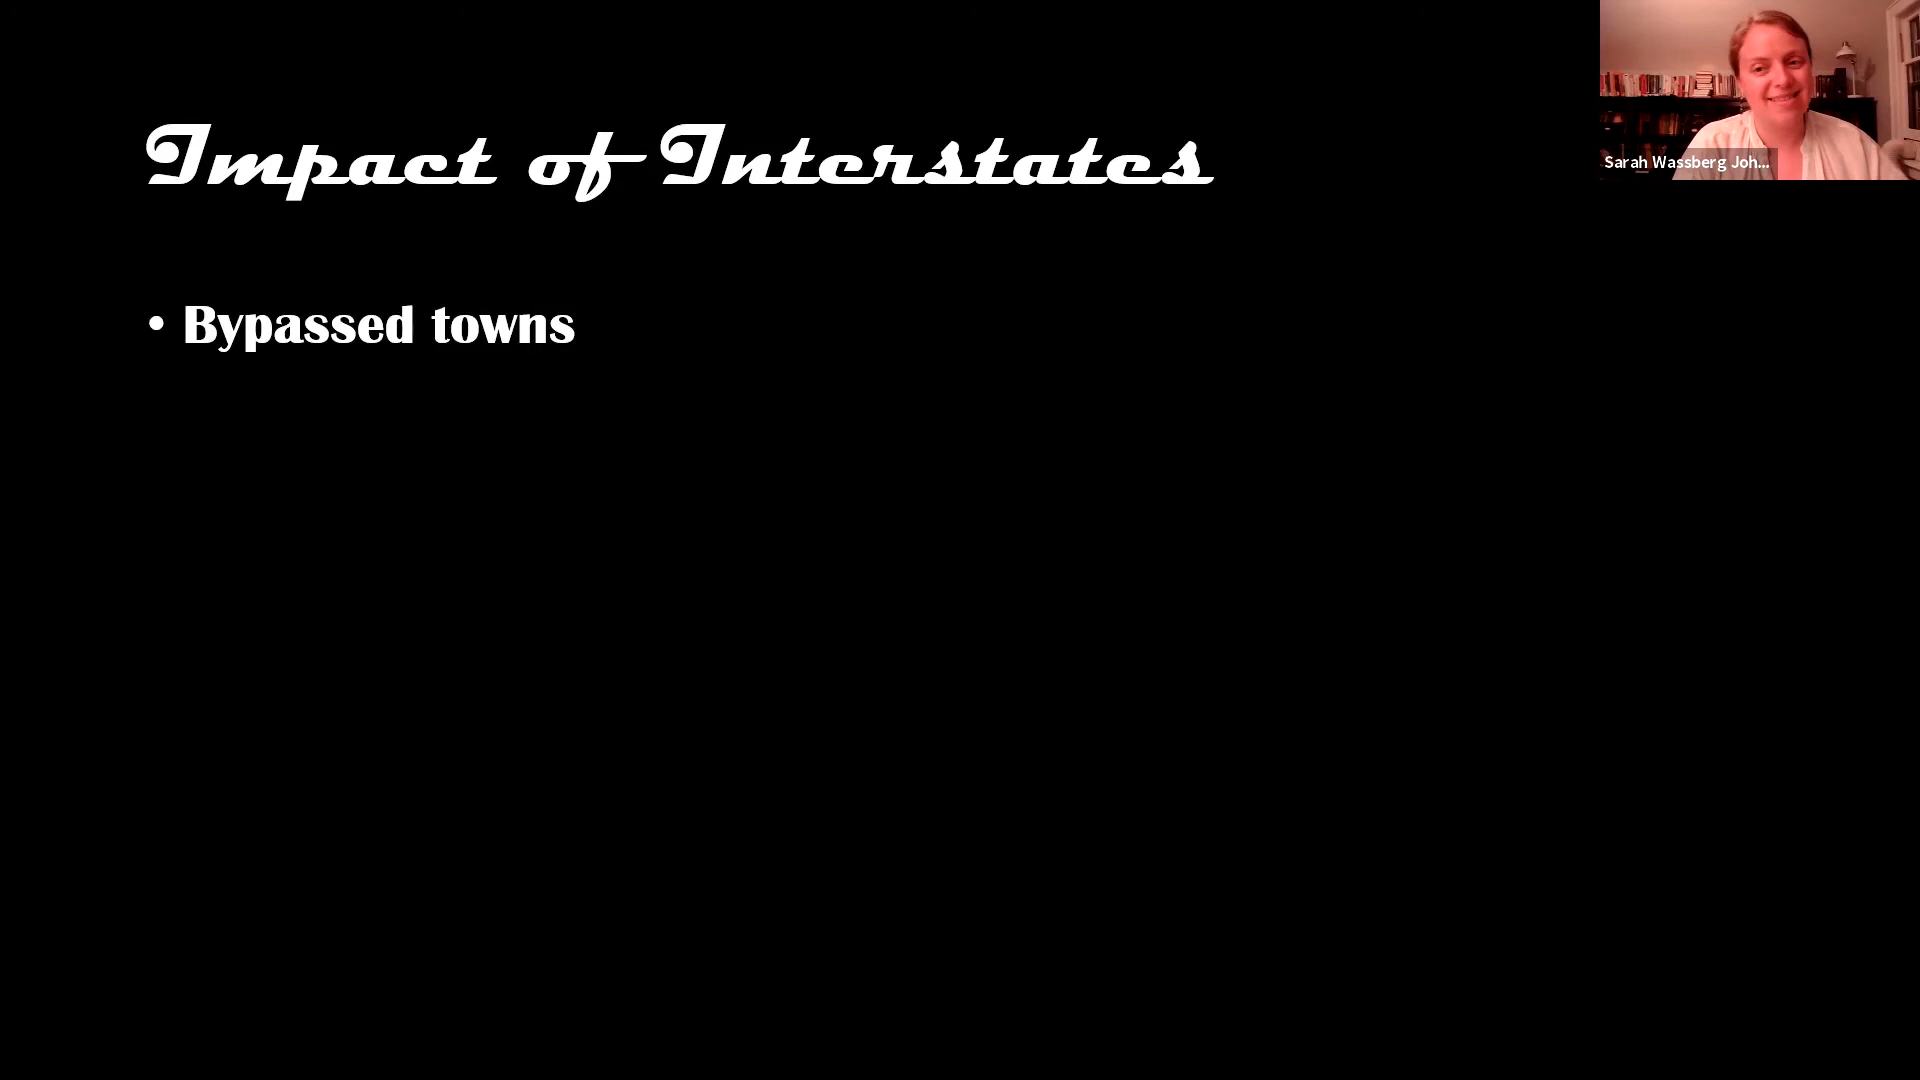 Impact of Interstates
• Bypassed towns
Sarah Wassberg Joh...